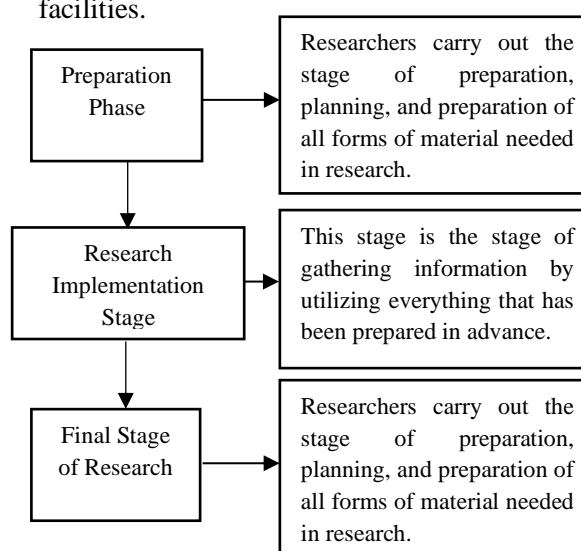 facilities.
Preparation
Phase
Researchers carry out the
stage of preparation,
planning, and preparation of
all forms of material needed
in research.
Research
Implementation
Stage
This stage is the stage of
gathering information by
utilizing everything that has
been prepared in advance.
Final Stage
of Research
Researchers carry out the
stage of preparation,
planning, and preparation of
all forms of material needed
in research.